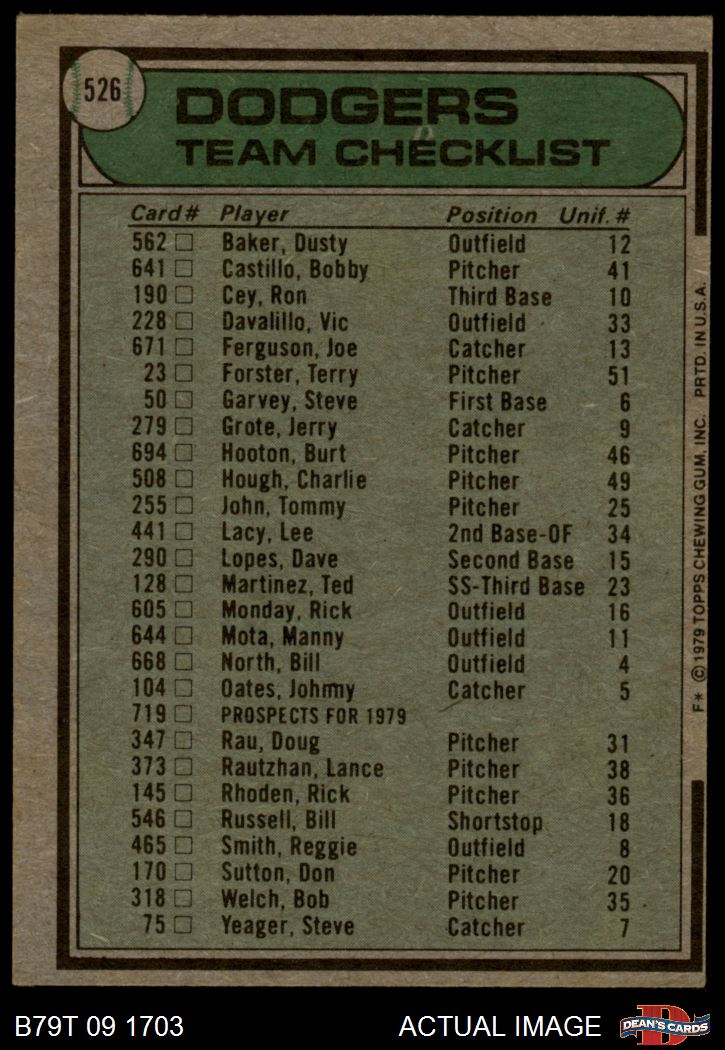 526
DODGERS
TEAM CHECKLIST
Card# Player Position Unif. #
562 Baker, Dusty Outfield 12
641 Castillo, Bobby Pitcher 41
190 Cey, Ron Third Base 10
228 Davalillo, Vic Outfield 33
671 Ferguson, Joe Catcher 13
23 Forster, Terry Pitcher 51
50 Garvey, Steve First Base 6
279 Grote, Jerry Catcher 9
694 Hooton, Burt Pitcher 46
508 Hough, Charlie Pitcher 49
255 John, Tommy Pitcher 25
441 Lacy, Lee 2nd Base-OF 34
290 Lopes, Dave Second Base 15
128 Martinez, Ted SS-Third Base 23
605 Monday, Rick Outfield 16
644 Mota, Manny Outfield 11
668 North, Bill Outfield 4
104 Oates, Johnny Catcher 5
719 PROSPECTS FOR 1979
347 Rau, Doug Pitcher 31
373 Rautzhan, Lance Pitcher 38
145 Rhoden, Rick Pitcher 36
546 Russell, Bill Shortstop 18
465 Smith, Reggie Outfield 8
170 Sutton, Don Pitcher 20
318 Welch, Bob Pitcher 35
75 Yeager, Steve Catcher 7
F* © 1979 TOPPS CHEWING GUM, INC. PRTD. IN U.S.A.
B79T 09 1703 ACTUAL IMAGE DEAN'S CARDS